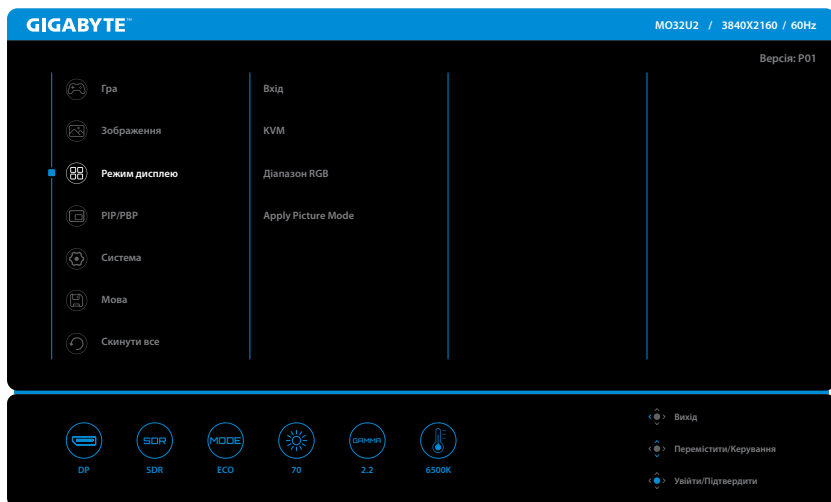 GIGABYTE™
MO32U2 / 3840X2160 / 60Hz
Версія: P01
Гра
Зображення
Режим дисплею
PIP/PBP
Система
Мова
Скинути все
Вхід
KVM
Діапазон RGB
Apply Picture Mode
SDR
MODE
GAMMA
DP
SDR
ECO
70
2.2
6500K
Вихід
Перемістити/Керування
Увійти/Підтвердити